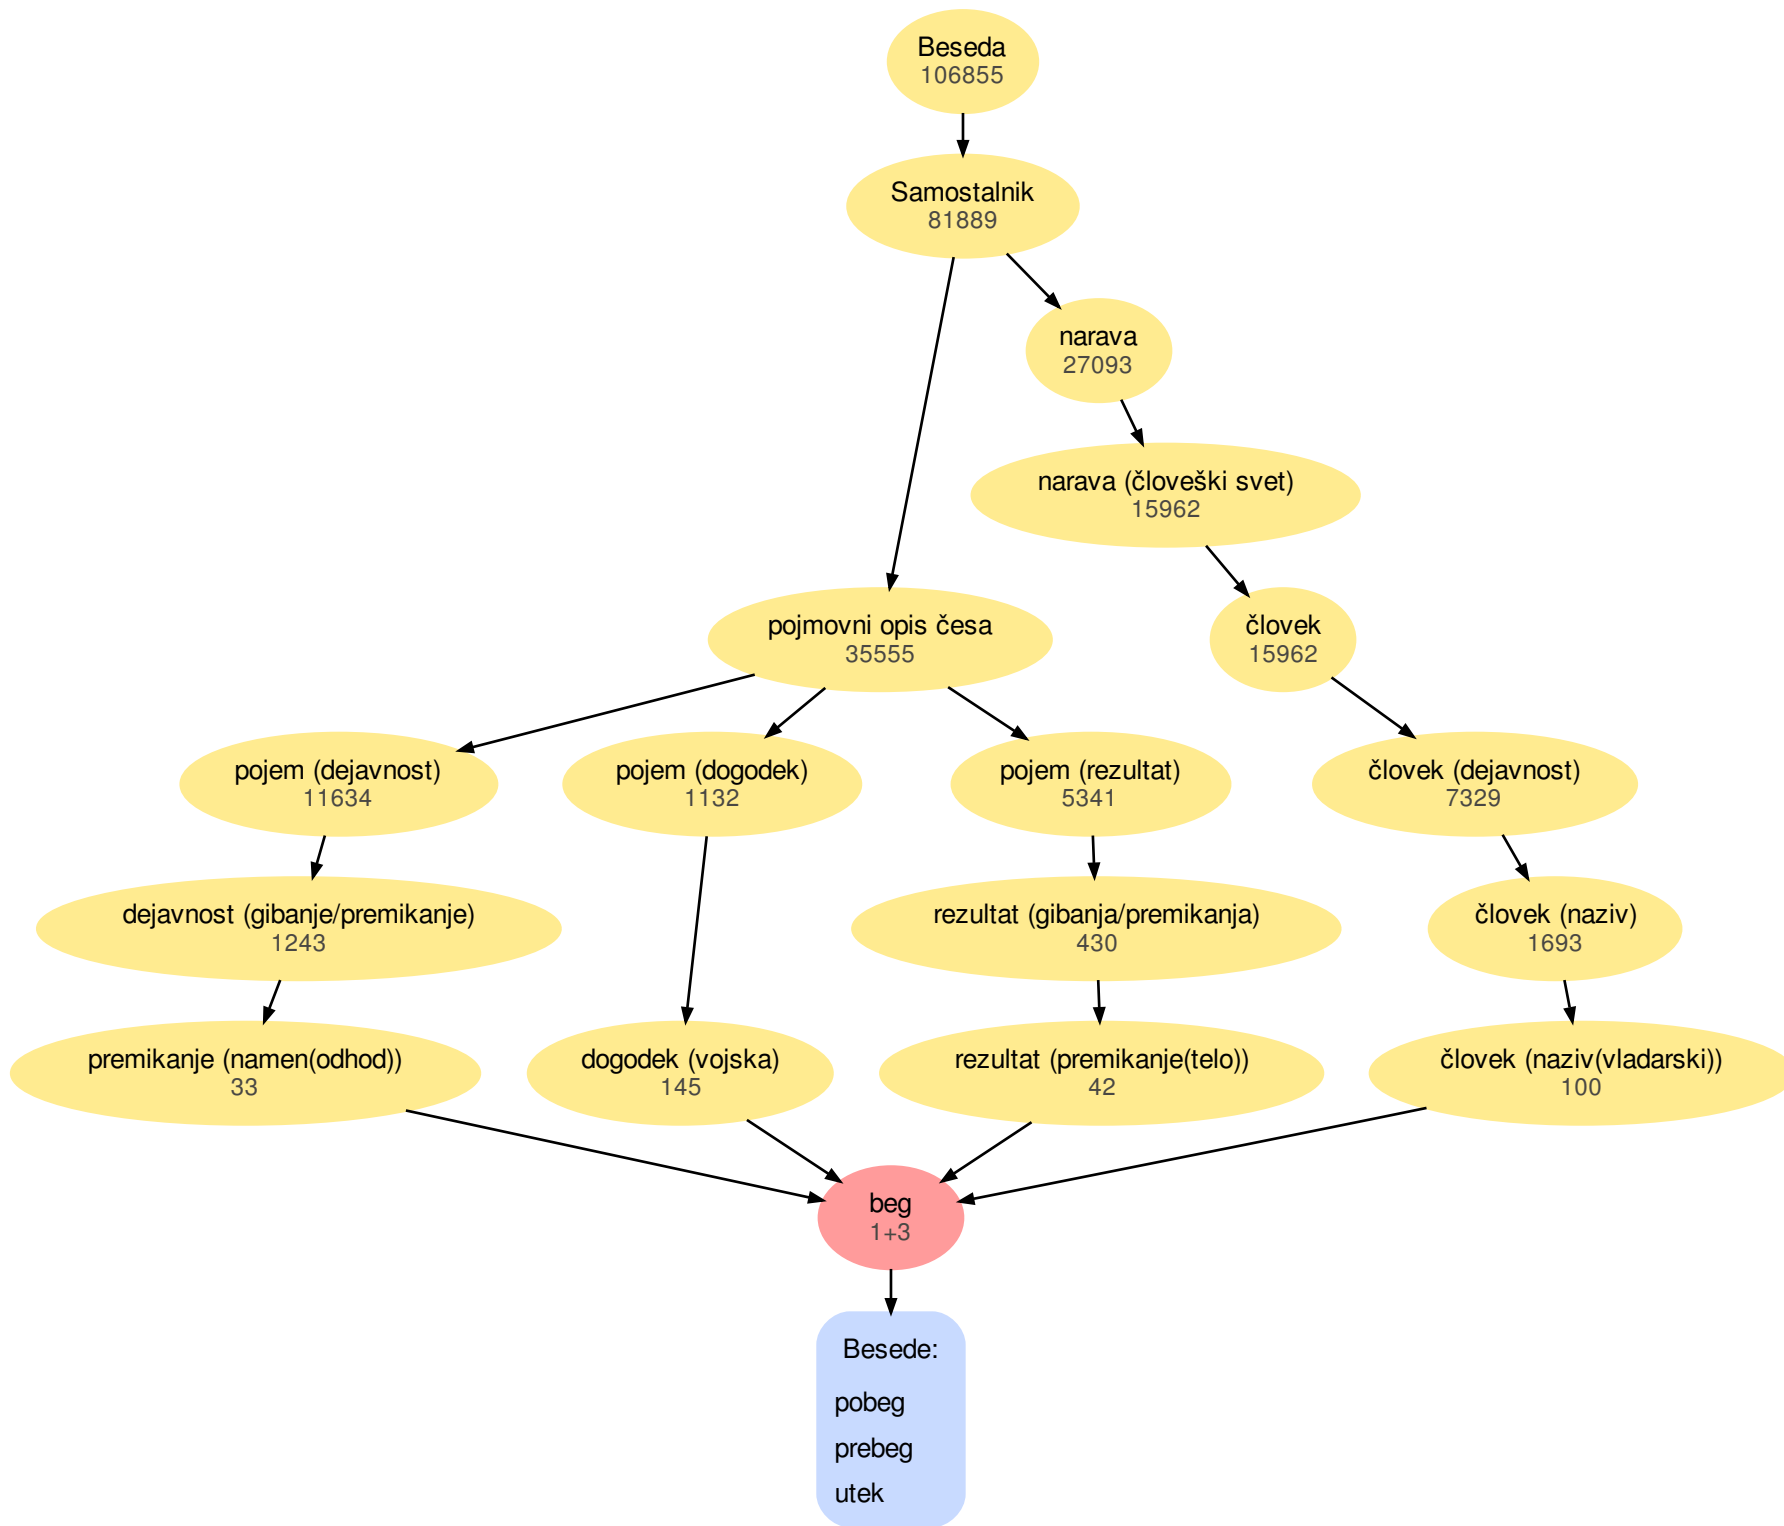 Beseda
106855
Samostalnik
81889
narava
27093
narava (človeški svet)
15962
pojmovni opis česa
35555
človek
15962
pojem (dejavnost)
11634
pojem (dogodek)
1132
pojem (rezultat)
5341
človek (dejavnost)
7329
dejavnost (gibanje/premikanje)
1243
rezultat (gibanja/premikanja)
430
človek (naziv)
1693
premikanje (namen(odhod))
33
dogodek (vojska)
145
rezultat (premikanje(telo))
42
človek (naziv(vladarski))
100
beg
1+3
Besede:
pobeg
prebeg
utek